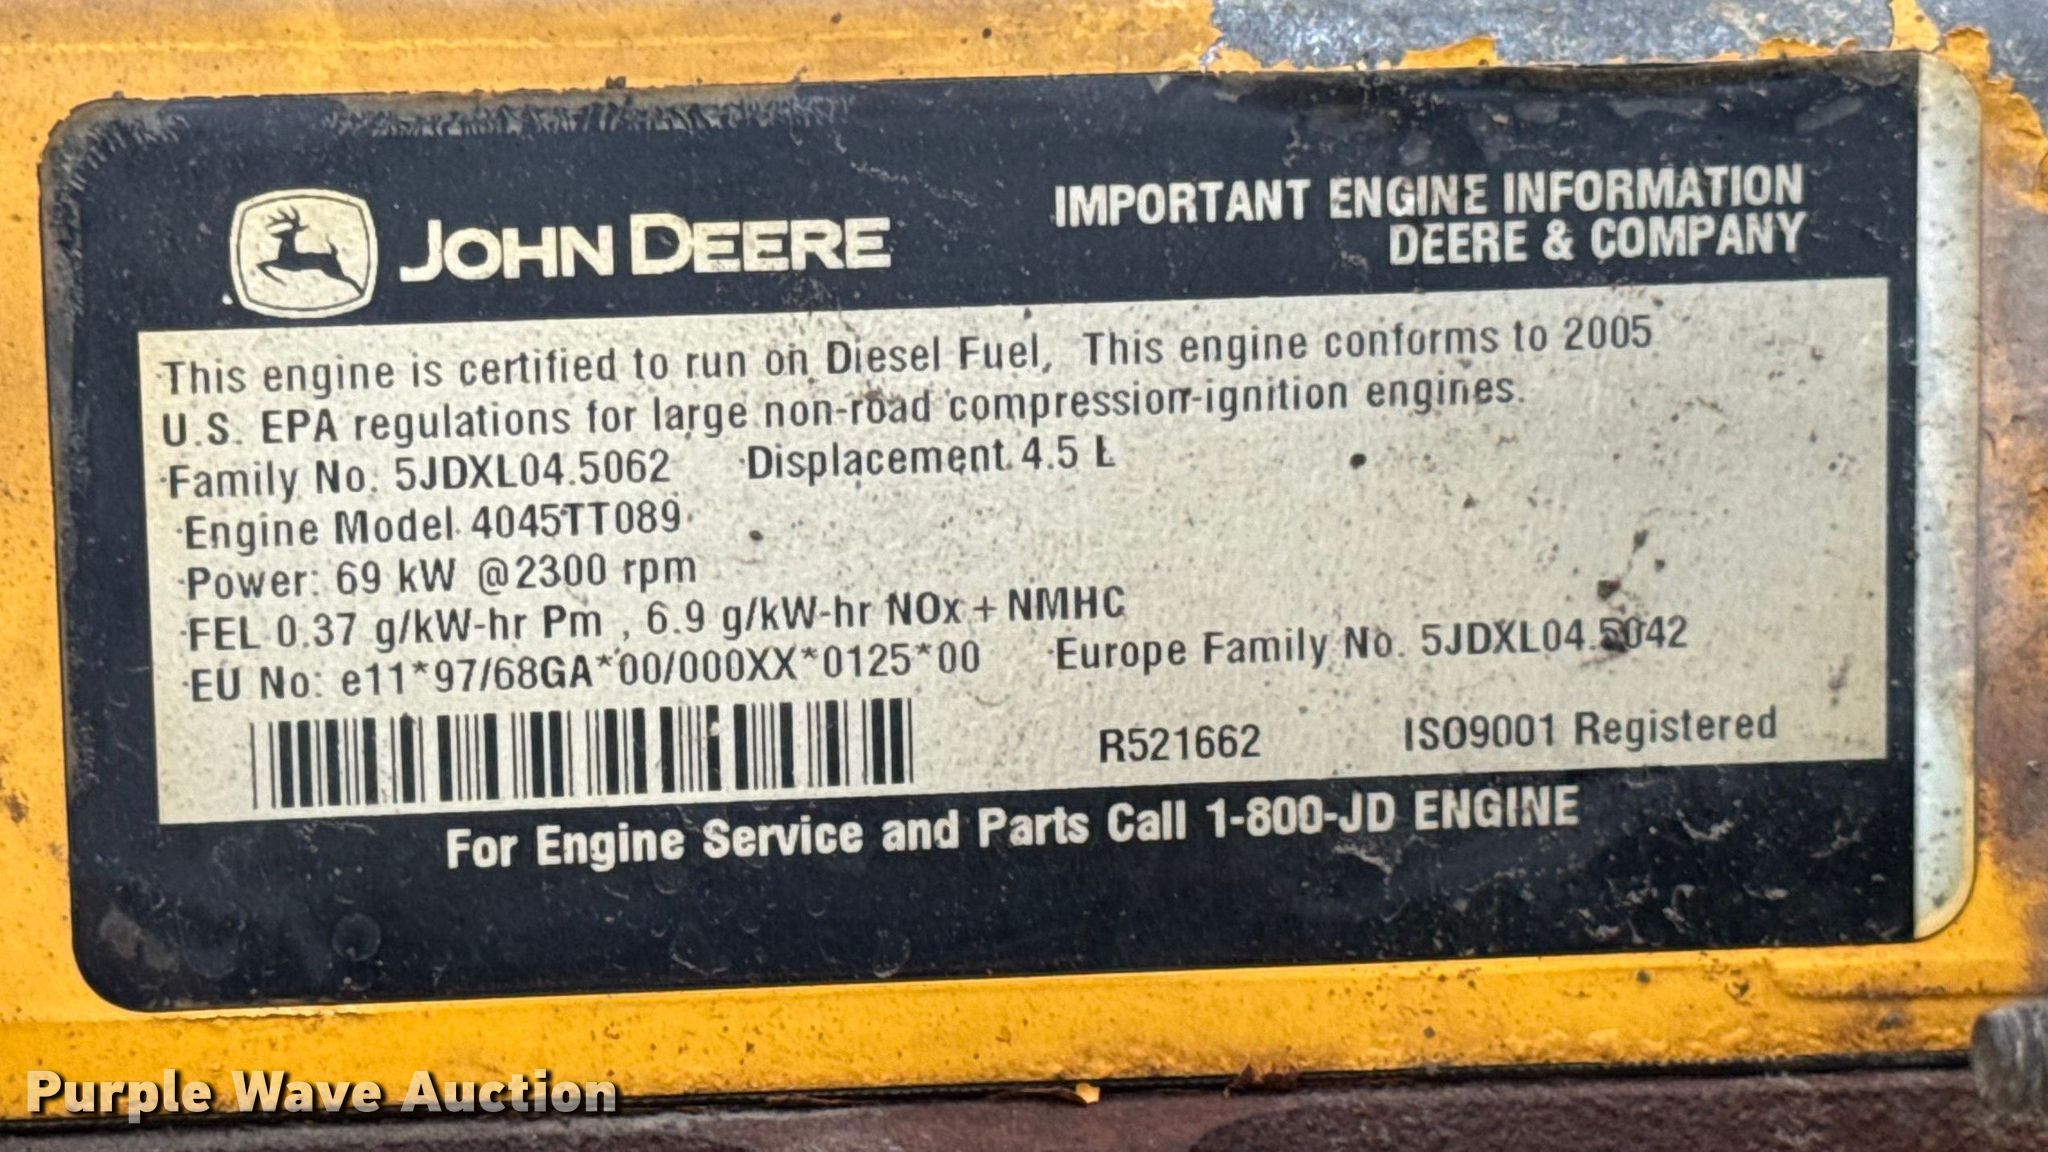 JOHN DEERE
IMPORTANT ENGINE INFORMATION
DEERE & COMPANY
This engine is certified to run on Diesel Fuel, This engine conforms to 2005
U.S. EPA regulations for large non-road compression-ignition engines.
Family No. 5JDXL04.5062 Displacement 4.5 L
Engine Model 4045TT089
Power: 69 kW @2300 rpm
FEL 0.37 g/kW-hr Pm , 6.9 g/kW-hr NOx + NMHC
EU No: e11*97/68GA*00/000XX*0125*00 Europe Family No. 5JDXL04.5042
R521662 ISO9001 Registered
For Engine Service and Parts Call 1-800-JD ENGINE
Purple Wave Auction